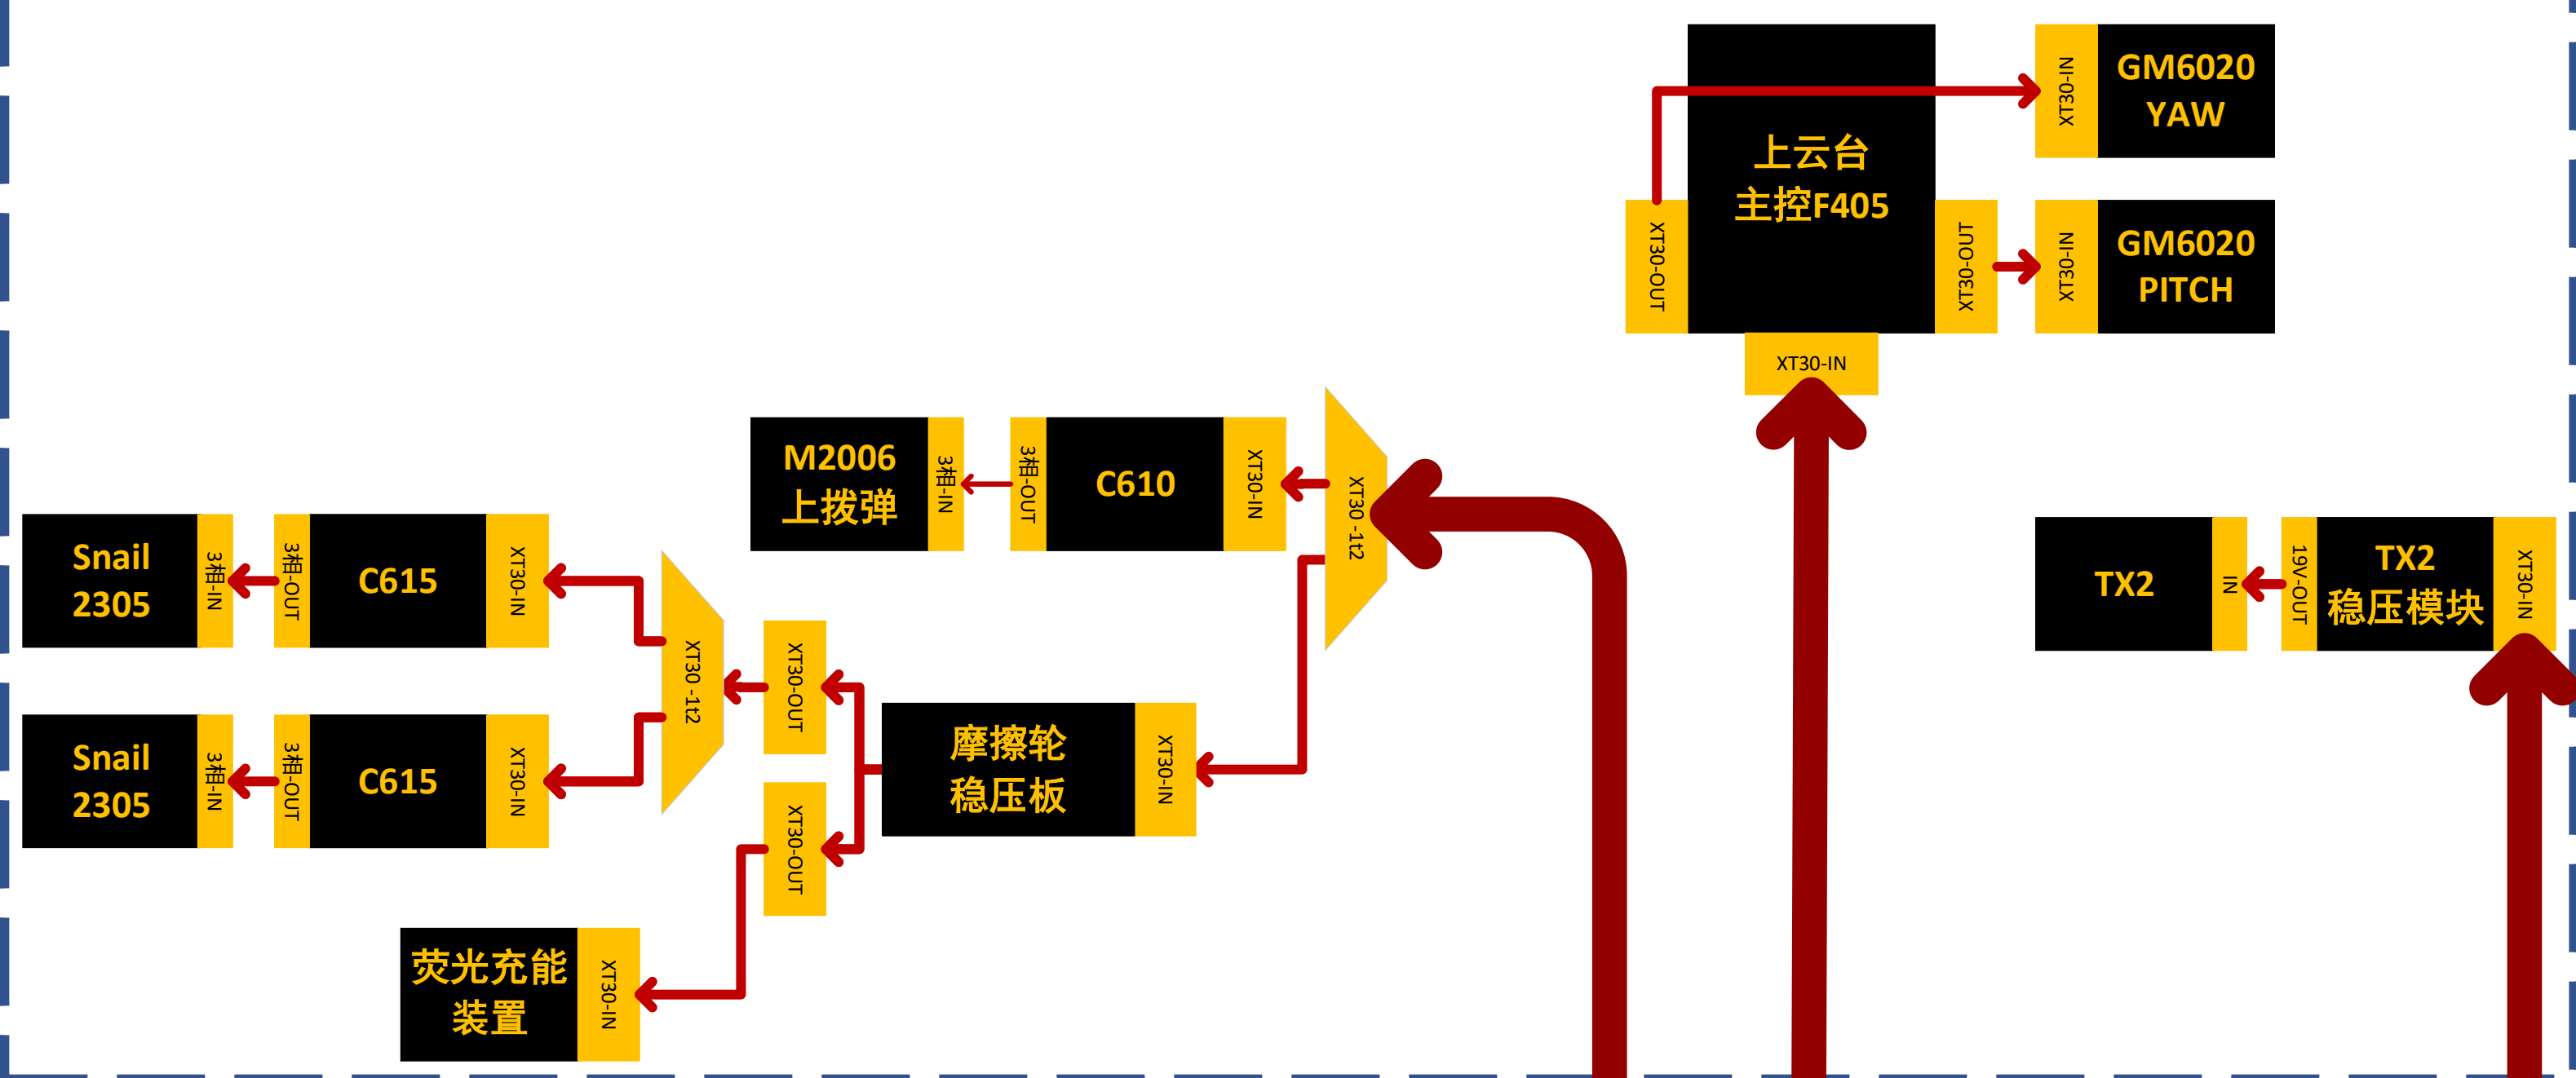 上云台
主控F405
XT30-OUT
XT30-OUT
XT30-IN
XT30-IN
GM6020
YAW
XT30-IN
GM6020
PITCH
M2006
上拨弹
3相-IN
3相-OUT
C610
XT30-IN
XT30 -1t2
Snail
2305
3相-IN
3相-OUT
C615
XT30-IN
Snail
2305
3相-IN
3相-OUT
C615
XT30-IN
XT30 -1t2
XT30-OUT
XT30-OUT
摩擦轮
稳压板
XT30-IN
荧光充能
装置
XT30-IN
TX2
IN
19V-OUT
TX2
稳压模块
XT30-IN